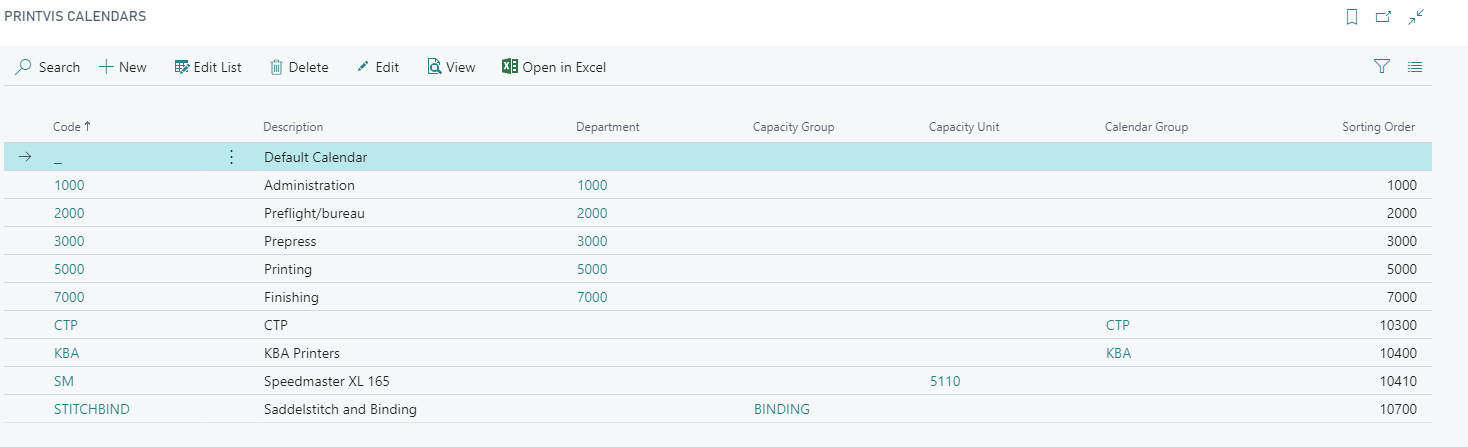 PRINTVIS CALENDARS
Search New Edit List Delete Edit View Open in Excel
Code ↑ Description Department Capacity Group Capacity Unit Calendar Group Sorting Order
_ Default Calendar
1000 Administration 1000 1000
2000 Preflight/bureau 2000 2000
3000 Prepress 3000 3000
5000 Printing 5000 5000
7000 Finishing 7000 7000
CTP CTP CTP 10300
KBA KBA Printers KBA 10400
SM Speedmaster XL 165 5110 10410
STITCHBIND Saddelstitch and Binding BINDING 10700